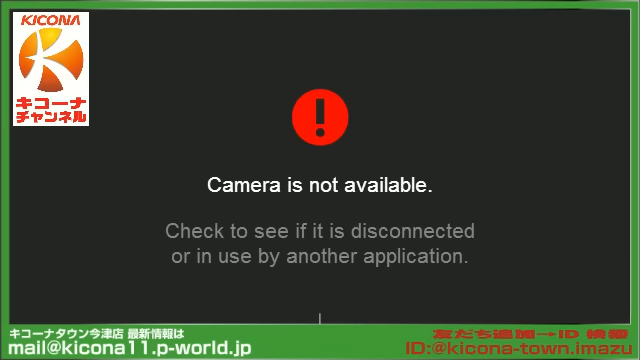 KICONA
キコーナ
チャンネル
Camera is not available.
Check to see if it is disconnected
or in use by another application.
キコーナタウン今津店 最新情報は
mail@kicona11.p-world.jp
友だち追加→ID 検索
ID:@kicona-town.imazu